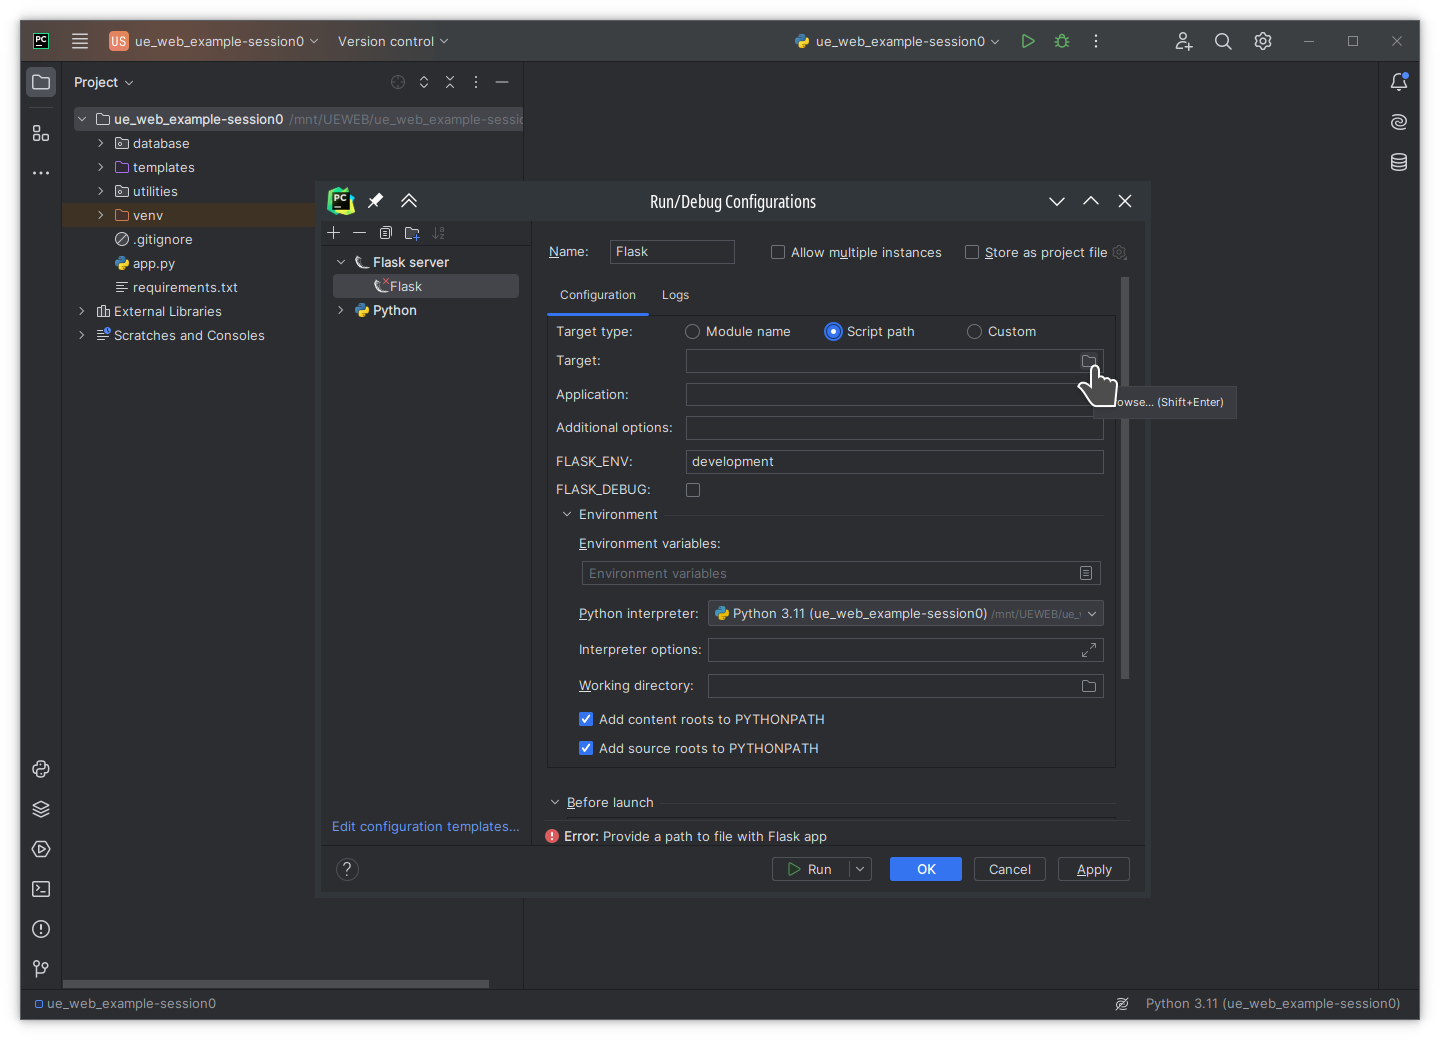 PC US ue_web_example-session0 Version control ue_web_example-session0
Project
ue_web_example-session0 /mnt/UEWEB/ue_web_example-sessio
database
templates
utilities
venv
.gitignore
app.py
requirements.txt
External Libraries
Scratches and Consoles
PC Run/Debug Configurations
Flask server
Flask
Python
Edit configuration templates...
Name: Flask Allow multiple instances Store as project file
Configuration Logs
Target type: Module name Script path Custom
Target:
Application:
owse... (Shift+Enter)
Additional options:
FLASK_ENV: development
FLASK_DEBUG:
Environment
Environment variables:
Environment variables
Python interpreter: Python 3.11 (ue_web_example-session0) /mnt/UEWEB/ue_
Interpreter options:
Working directory:
Add content roots to PYTHONPATH
Add source roots to PYTHONPATH
Before launch
Error: Provide a path to file with Flask app
? Run OK Cancel Apply
ue_web_example-session0 Python 3.11 (ue_web_example-session0)